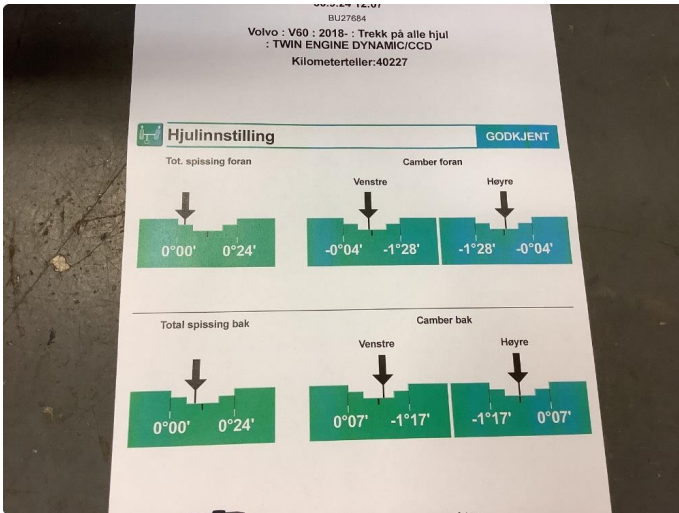 BU27684
Volvo : V60 : 2018- : Trekk på alle hjul
: TWIN ENGINE DYNAMIC/CCD
Kilometerteller:40227
Hjulinnstilling
GODKJENT
Tot. spissing foran
Camber foran
Venstre
Høyre
0°00' 0°24'
-0°04' -1°28'
-1°28' -0°04'
Total spissing bak
Camber bak
Venstre
Høyre
0°00' 0°24'
0°07' -1°17'
-1°17' 0°07'